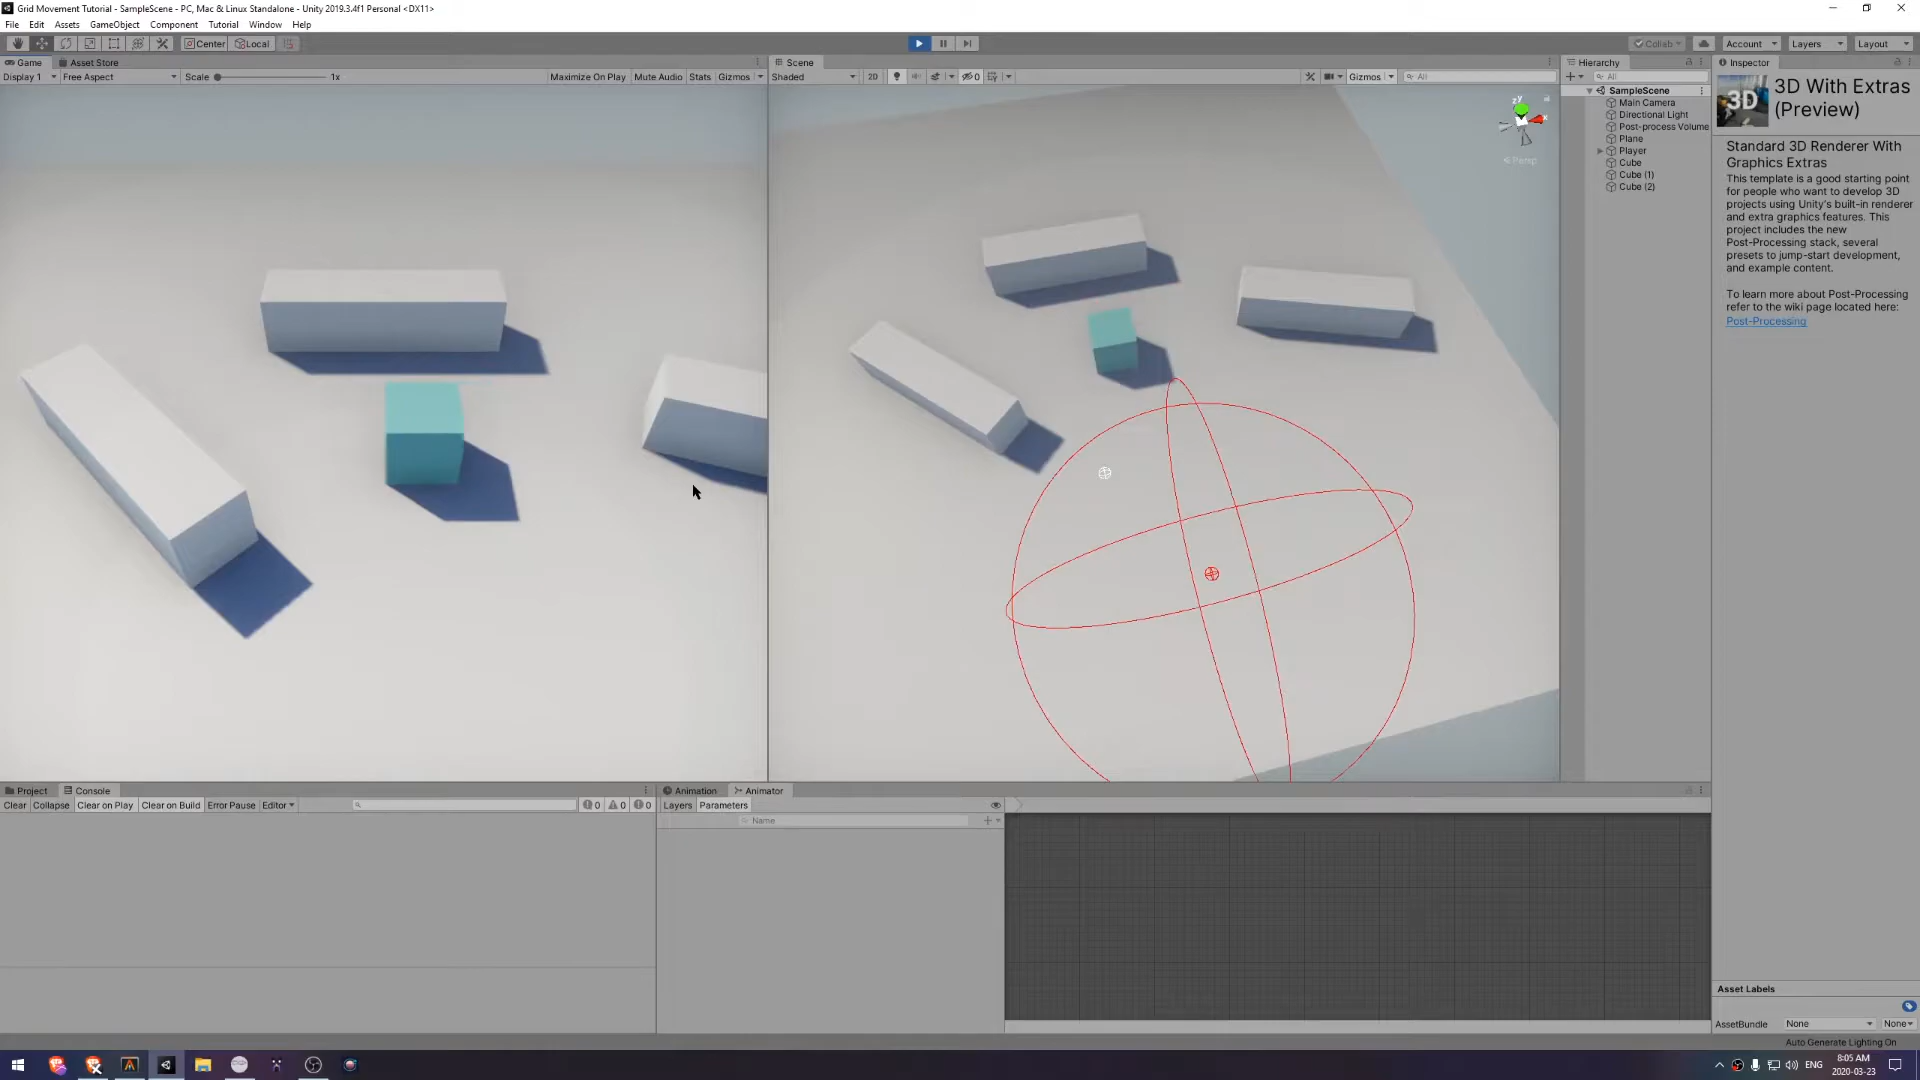 Grid Movement Tutorial - SampleScene - PC, Mac & Linux Standalone - Unity 2019.3.4f1 Personal <DX11>
File Edit Assets GameObject Component Tutorial Window Help
Center Local
Collab Account Layers Layout
Game Asset Store
Display 1 Free Aspect Scale 1x Maximize On Play Mute Audio Stats Gizmos
Scene
Shaded 2D 0 Gizmos All
y
x
Persp
Hierarchy
All
SampleScene
Main Camera
Directional Light
Post-process Volume
Plane
Player
Cube
Cube (1)
Cube (2)
Inspector
3D
3D With Extras
(Preview)
Standard 3D Renderer With
Graphics Extras
This template is a good starting point
for people who want to develop 3D
projects using Unity's built-in renderer
and extra graphics features. This
project includes the new
Post-Processing stack, several
presets to jump-start development,
and example content.
To learn more about Post-Processing
refer to the wiki page located here:
Post-Processing
Project Console
Clear Collapse Clear on Play Clear on Build Error Pause Editor 0 0 0
Animation Animator
Layers Parameters
Name
Asset Labels
AssetBundle None None
Auto Generate Lighting On
ENG
8:05 AM
2020-03-23